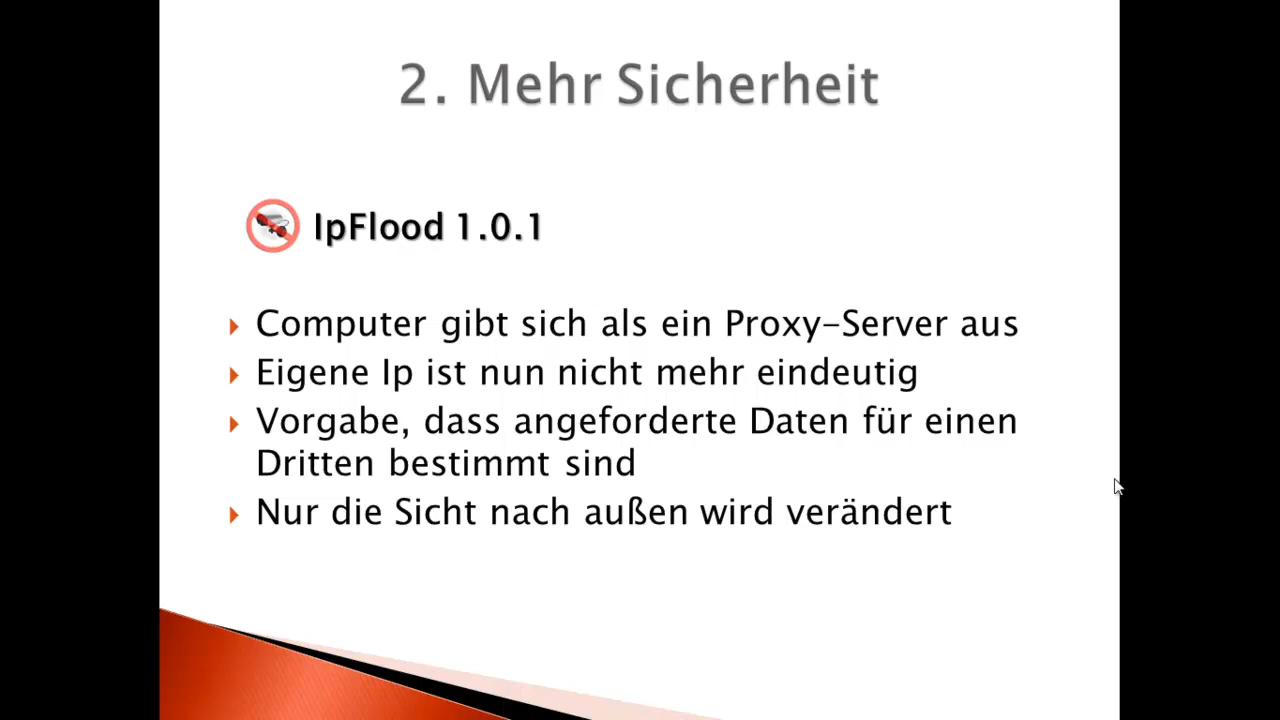 2. Mehr Sicherheit
IpFlood 1.0.1
Computer gibt sich als ein Proxy-Server aus
Eigene Ip ist nun nicht mehr eindeutig
Vorgabe, dass angeforderte Daten für einen
Dritten bestimmt sind
Nur die Sicht nach außen wird verändert